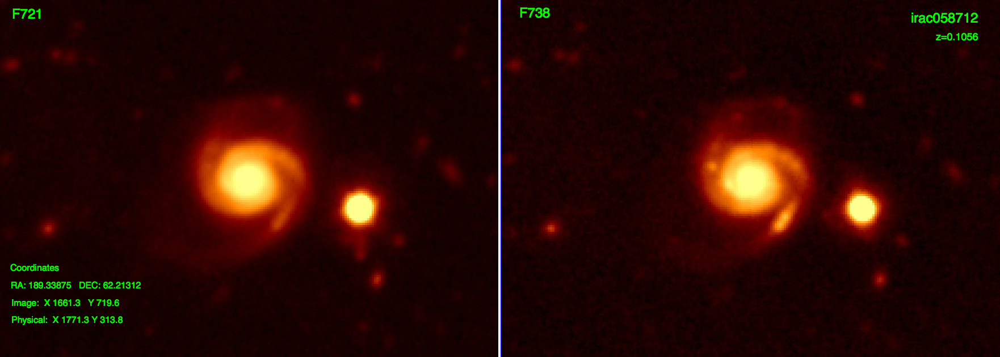 F721
F738
irac058712
z=0.1056
Coordinates
RA: 189.33875 DEC: 62.21312
Image: X 1661.3 Y 719.6
Physical: X 1771.3 Y 313.8